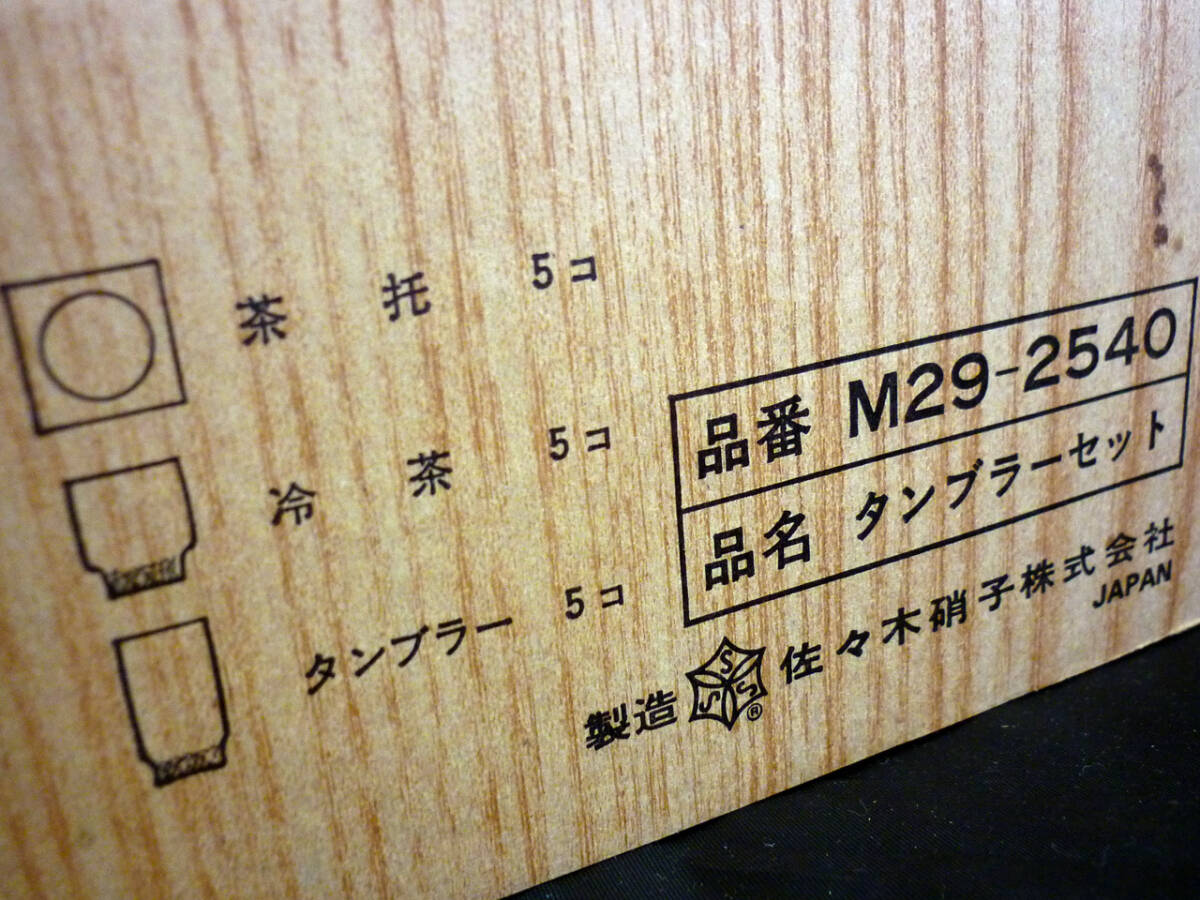 茶托 5コ
冷茶 5コ
タンブラー 5コ
品番 M29-2540
品名 タンブラーセット
製造 SSS® 佐々木硝子株式会社
JAPAN